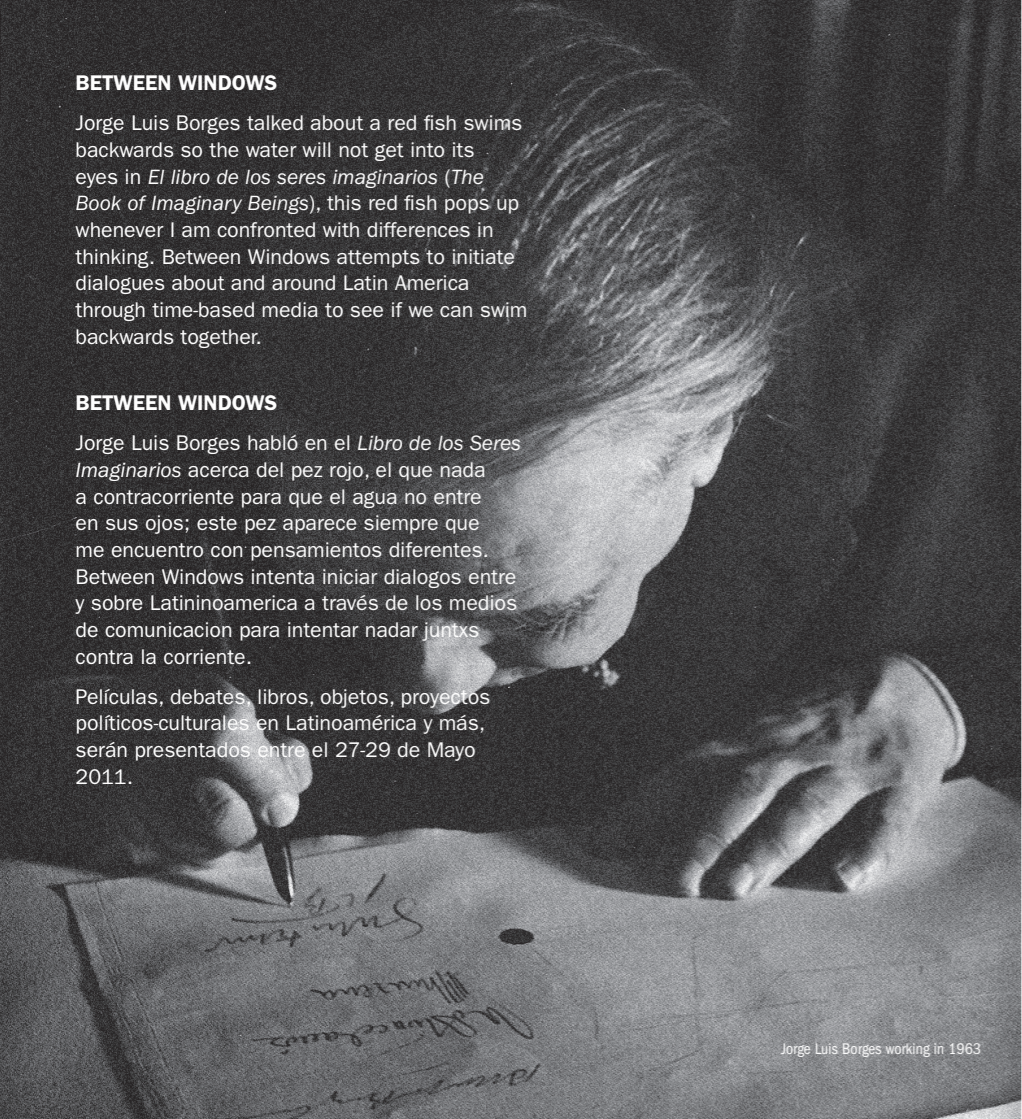 BETWEEN WINDOWS
Jorge Luis Borges talked about a red fish swims
backwards so the water will not get into its
eyes in El libro de los seres imaginarios (The
Book of Imaginary Beings), this red fish pops up
whenever I am confronted with differences in
thinking. Between Windows attempts to initiate
dialogues about and around Latin America
through time-based media to see if we can swim
backwards together.
BETWEEN WINDOWS
Jorge Luis Borges habló en el Libro de los Seres
Imaginarios acerca del pez rojo, el que nada
a contracorriente para que el agua no entre
en sus ojos; este pez aparece siempre que
me encuentro con pensamientos diferentes.
Between Windows intenta iniciar dialogos entre
y sobre Latininoamerica a través de los medios
de comunicacion para intentar nadar juntxs
contra la corriente.
Películas, debates, libros, objetos, proyectos
políticos-culturales en Latinoamérica y más,
serán presentados entre el 27-29 de Mayo
2011.
Jorge Luis Borges working in 1963